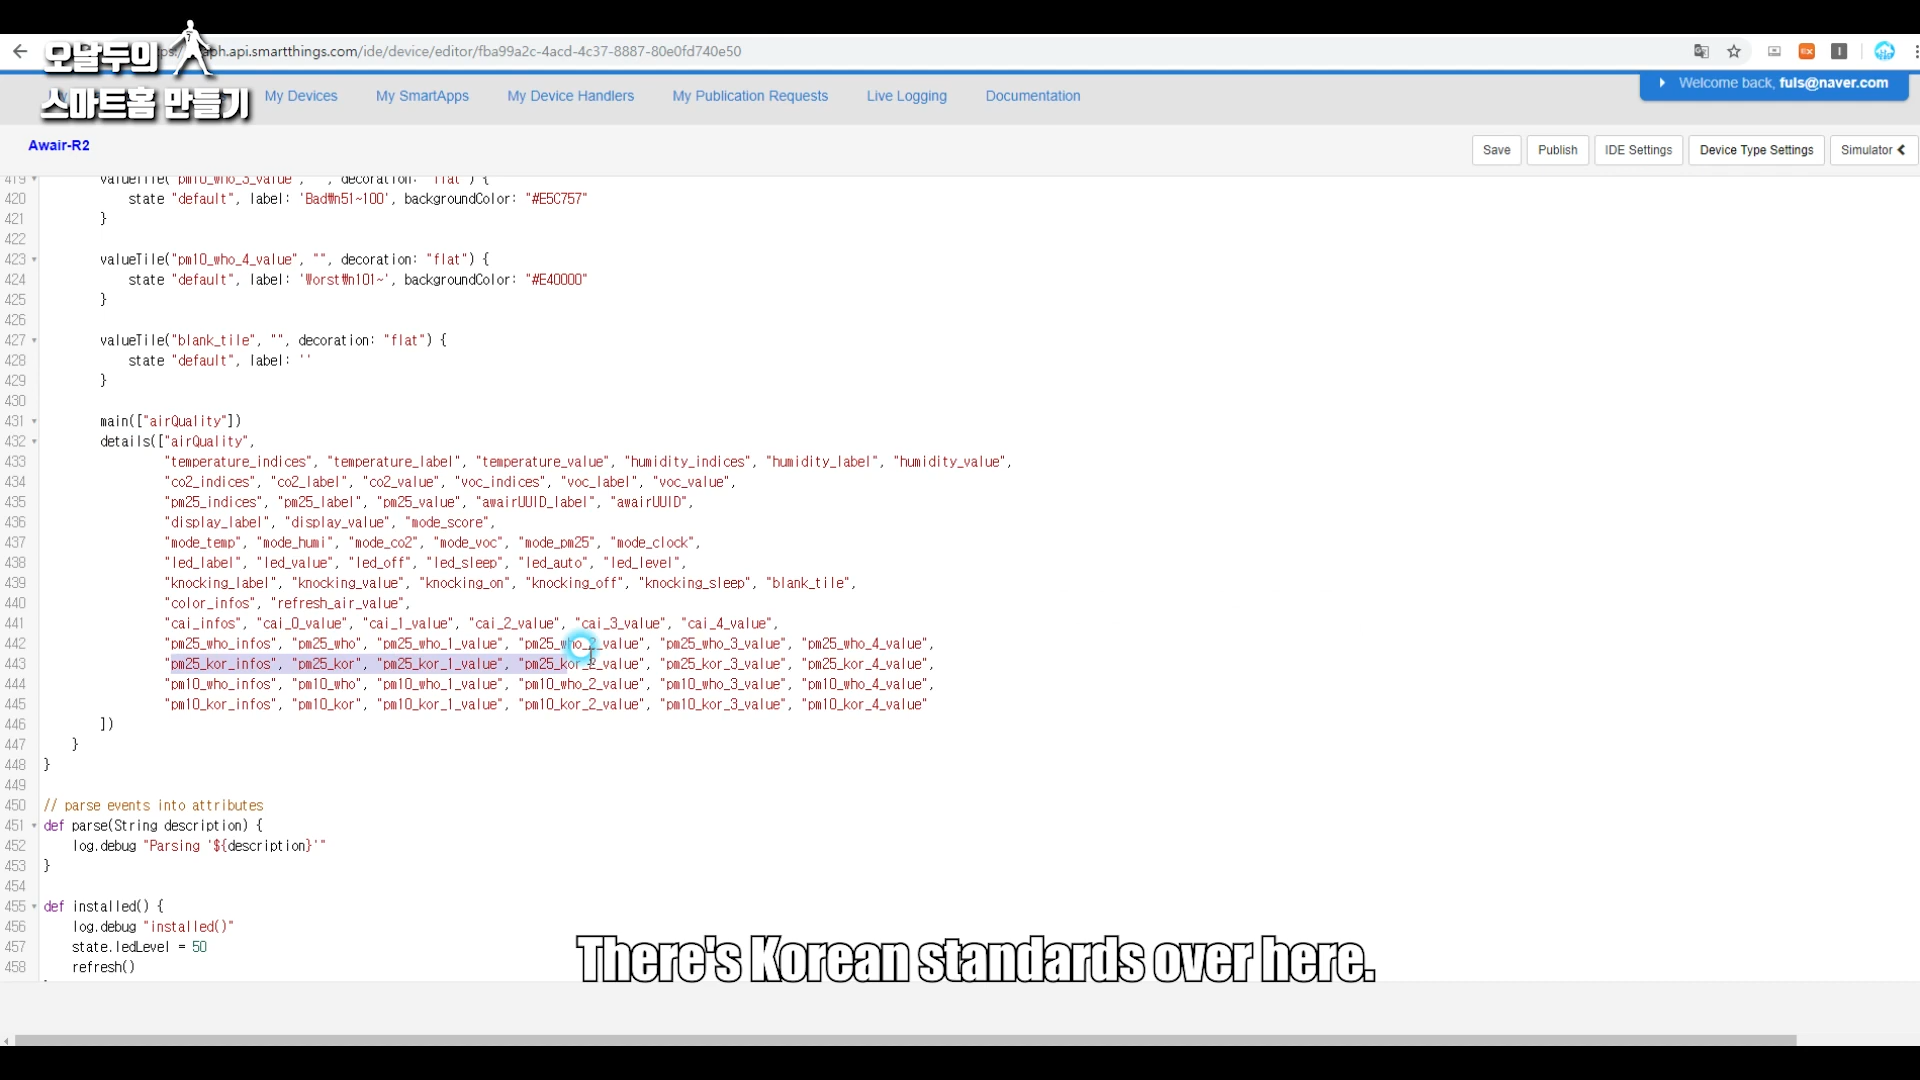 오날두의
스마트홈 만들기
ph.api.smartthings.com/ide/device/editor/fba99a2c-4acd-4c37-8887-80e0fd740e50
Welcome back, fuls@naver.com
My Devices My SmartApps My Device Handlers My Publication Requests Live Logging Documentation
Awair-R2
Save Publish IDE Settings Device Type Settings Simulator
419 valueTile("pm10_who_3_value", "", decoration: "flat") {
420 state "default", label: 'Bad₩n51~100', backgroundColor: "#E5C757"
421 }
422
423 valueTile("pm10_who_4_value", "", decoration: "flat") {
424 state "default", label: 'Worst₩n101~', backgroundColor: "#E40000"
425 }
426
427 valueTile("blank_tile", "", decoration: "flat") {
428 state "default", label: ''
429 }
430
431 main(["airQuality"])
432 details(["airQuality",
433 "temperature_indices", "temperature_label", "temperature_value", "humidity_indices", "humidity_label", "humidity_value",
434 "co2_indices", "co2_label", "co2_value", "voc_indices", "voc_label", "voc_value",
435 "pm25_indices", "pm25_label", "pm25_value", "awairUUID_label", "awairUUID",
436 "display_label", "display_value", "mode_score",
437 "mode_temp", "mode_humi", "mode_co2", "mode_voc", "mode_pm25", "mode_clock",
438 "led_label", "led_value", "led_off", "led_sleep", "led_auto", "led_level",
439 "knocking_label", "knocking_value", "knocking_on", "knocking_off", "knocking_sleep", "blank_tile",
440 "color_infos", "refresh_air_value",
441 "cai_infos", "cai_0_value", "cai_1_value", "cai_2_value", "cai_3_value", "cai_4_value",
442 "pm25_who_infos", "pm25_who", "pm25_who_1_value", "pm25_who_2_value", "pm25_who_3_value", "pm25_who_4_value",
443 "pm25_kor_infos", "pm25_kor", "pm25_kor_1_value", "pm25_kor_2_value", "pm25_kor_3_value", "pm25_kor_4_value",
444 "pm10_who_infos", "pm10_who", "pm10_who_1_value", "pm10_who_2_value", "pm10_who_3_value", "pm10_who_4_value",
445 "pm10_kor_infos", "pm10_kor", "pm10_kor_1_value", "pm10_kor_2_value", "pm10_kor_3_value", "pm10_kor_4_value"
446 ])
447 }
448 }
449
450 // parse events into attributes
451 def parse(String description) {
452 log.debug "Parsing '${description}'"
453 }
454
455 def installed() {
456 log.debug "installed()"
457 state.ledLevel = 50
458 refresh()
There's Korean standards over here.